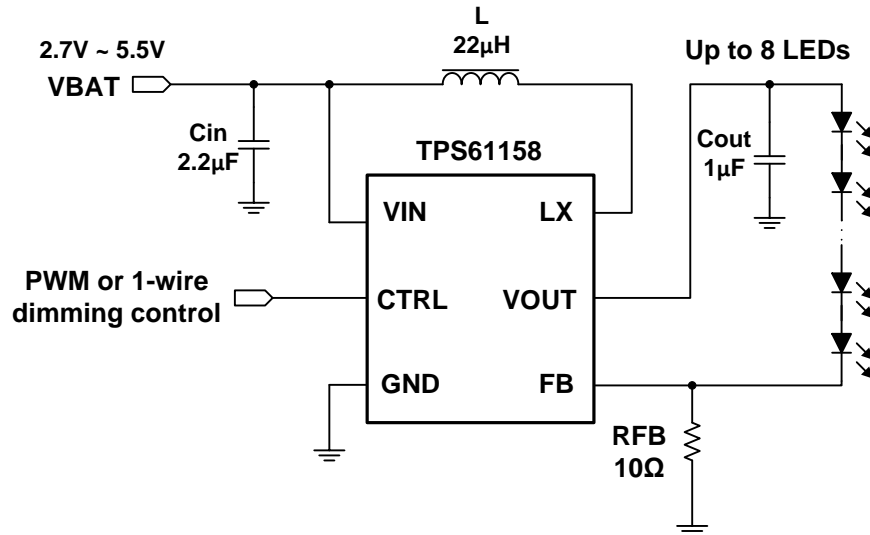 L
22µH
2.7V ~ 5.5V
VBAT
Up to 8 LEDs
Cin
2.2µF
TPS61158
Cout
1µF
VIN
LX
PWM or 1-wire
dimming control
CTRL
VOUT
GND
FB
RFB
10Ω